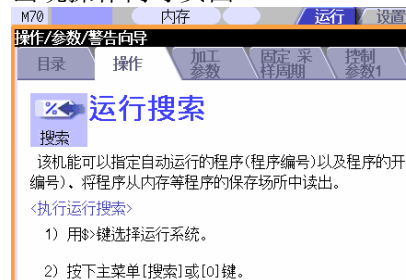 M70 内存 运行 设置
操作/参数/警告向导
目录 操作 加工参数 固定 采样周期 控制参数1
运行搜索
搜索
该机能可以指定自动运行的程序(程序编号)以及程序的开
编号)、将程序从内存等程序的保存场所中读出。
<执行运行搜索>
1) 用$>键选择运行系统。
2) 按下主菜单[搜索]或[0]键。